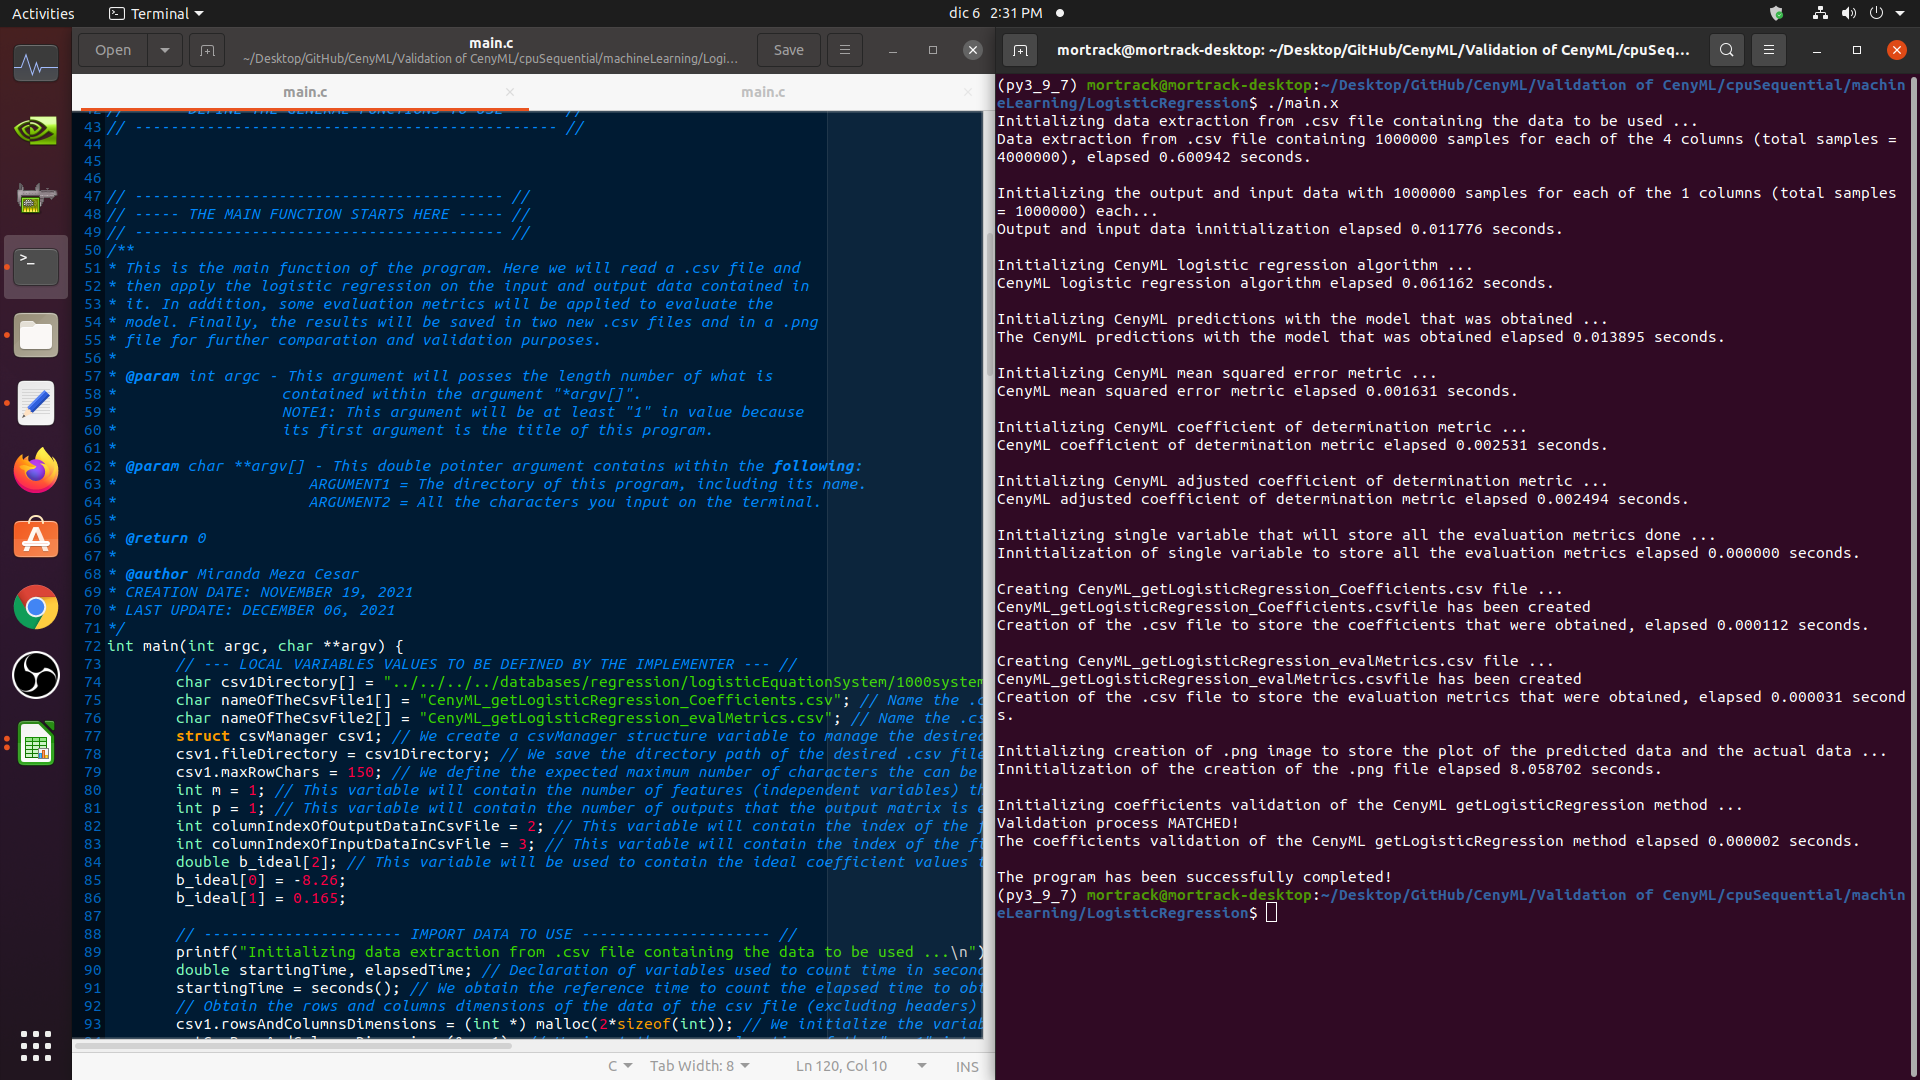 Activities
Terminal
dic 6 2:31 PM
Open
main.c
~/Desktop/GitHub/CenyML/Validation of CenyML/cpuSequential/machineLearning/Logi...
Save
main.c
main.c
43 // ----------------------------------------------- //
44
45
46
47 // ----------------------------------------- //
48 // ----- THE MAIN FUNCTION STARTS HERE ----- //
49 // ----------------------------------------- //
50 /**
51 * This is the main function of the program. Here we will read a .csv file and
52 * then apply the logistic regression on the input and output data contained in
53 * it. In addition, some evaluation metrics will be applied to evaluate the
54 * model. Finally, the results will be saved in two new .csv files and in a .png
55 * file for further comparation and validation purposes.
56 *
57 * @param int argc - This argument will posses the length number of what is
58 * contained within the argument "*argv[]".
59 * NOTE1: This argument will be at least "1" in value because
60 * its first argument is the title of this program.
61 *
62 * @param char **argv[] - This double pointer argument contains within the following:
63 * ARGUMENT1 = The directory of this program, including its name.
64 * ARGUMENT2 = All the characters you input on the terminal.
65 *
66 * @return 0
67 *
68 * @author Miranda Meza Cesar
69 * CREATION DATE: NOVEMBER 19, 2021
70 * LAST UPDATE: DECEMBER 06, 2021
71 */
72 int main(int argc, char **argv) {
73 // --- LOCAL VARIABLES VALUES TO BE DEFINED BY THE IMPLEMENTER --- //
74 char csv1Directory[] = "../../../../databases/regression/logisticEquationSystem/1000system
75 char nameOfTheCsvFile1[] = "CenyML_getLogisticRegression_Coefficients.csv"; // Name the .c
76 char nameOfTheCsvFile2[] = "CenyML_getLogisticRegression_evalMetrics.csv"; // Name the .cs
77 struct csvManager csv1; // We create a csvManager structure variable to manage the desired
78 csv1.fileDirectory = csv1Directory; // We save the directory path of the desired .csv file
79 csv1.maxRowChars = 150; // We define the expected maximum number of characters the can be
80 int m = 1; // This variable will contain the number of features (independent variables) th
81 int p = 1; // This variable will contain the number of outputs that the output matrix is e
82 int columnIndexOfOutputDataInCsvFile = 2; // This variable will contain the index of the f
83 int columnIndexOfInputDataInCsvFile = 3; // This variable will contain the index of the fi
84 double b_ideal[2]; // This variable will be used to contain the ideal coefficient values t
85 b_ideal[0] = -8.26;
86 b_ideal[1] = 0.165;
87
88 // ---------------------- IMPORT DATA TO USE --------------------- //
89 printf("Initializing data extraction from .csv file containing the data to be used ...\n")
90 double startingTime, elapsedTime; // Declaration of variables used to count time in second
91 startingTime = seconds(); // We obtain the reference time to count the elapsed time to obt
92 // Obtain the rows and columns dimensions of the data of the csv file (excluding headers)
93 csv1.rowsAndColumnsDimensions = (int *) malloc(2*sizeof(int)); // We initialize the variab
C
Tab Width: 8
Ln 120, Col 10
INS
mortrack@mortrack-desktop: ~/Desktop/GitHub/CenyML/Validation of CenyML/cpuSeq...
(py3_9_7) mortrack@mortrack-desktop:~/Desktop/GitHub/CenyML/Validation of CenyML/cpuSequential/machin
eLearning/LogisticRegression$ ./main.x
Initializing data extraction from .csv file containing the data to be used ...
Data extraction from .csv file containing 1000000 samples for each of the 4 columns (total samples =
4000000), elapsed 0.600942 seconds.
Initializing the output and input data with 1000000 samples for each of the 1 columns (total samples
= 1000000) each...
Output and input data innitialization elapsed 0.011776 seconds.
Initializing CenyML logistic regression algorithm ...
CenyML logistic regression algorithm elapsed 0.061162 seconds.
Initializing CenyML predictions with the model that was obtained ...
The CenyML predictions with the model that was obtained elapsed 0.013895 seconds.
Initializing CenyML mean squared error metric ...
CenyML mean squared error metric elapsed 0.001631 seconds.
Initializing CenyML coefficient of determination metric ...
CenyML coefficient of determination metric elapsed 0.002531 seconds.
Initializing CenyML adjusted coefficient of determination metric ...
CenyML adjusted coefficient of determination metric elapsed 0.002494 seconds.
Initializing single variable that will store all the evaluation metrics done ...
Innitialization of single variable to store all the evaluation metrics elapsed 0.000000 seconds.
Creating CenyML_getLogisticRegression_Coefficients.csv file ...
CenyML_getLogisticRegression_Coefficients.csvfile has been created
Creation of the .csv file to store the coefficients that were obtained, elapsed 0.000112 seconds.
Creating CenyML_getLogisticRegression_evalMetrics.csv file ...
CenyML_getLogisticRegression_evalMetrics.csvfile has been created
Creation of the .csv file to store the evaluation metrics that were obtained, elapsed 0.000031 second
s.
Initializing creation of .png image to store the plot of the predicted data and the actual data ...
Innitialization of the creation of the .png file elapsed 8.058702 seconds.
Initializing coefficients validation of the CenyML getLogisticRegression method ...
Validation process MATCHED!
The coefficients validation of the CenyML getLogisticRegression method elapsed 0.000002 seconds.
The program has been successfully completed!
(py3_9_7) mortrack@mortrack-desktop:~/Desktop/GitHub/CenyML/Validation of CenyML/cpuSequential/machin
eLearning/LogisticRegression$